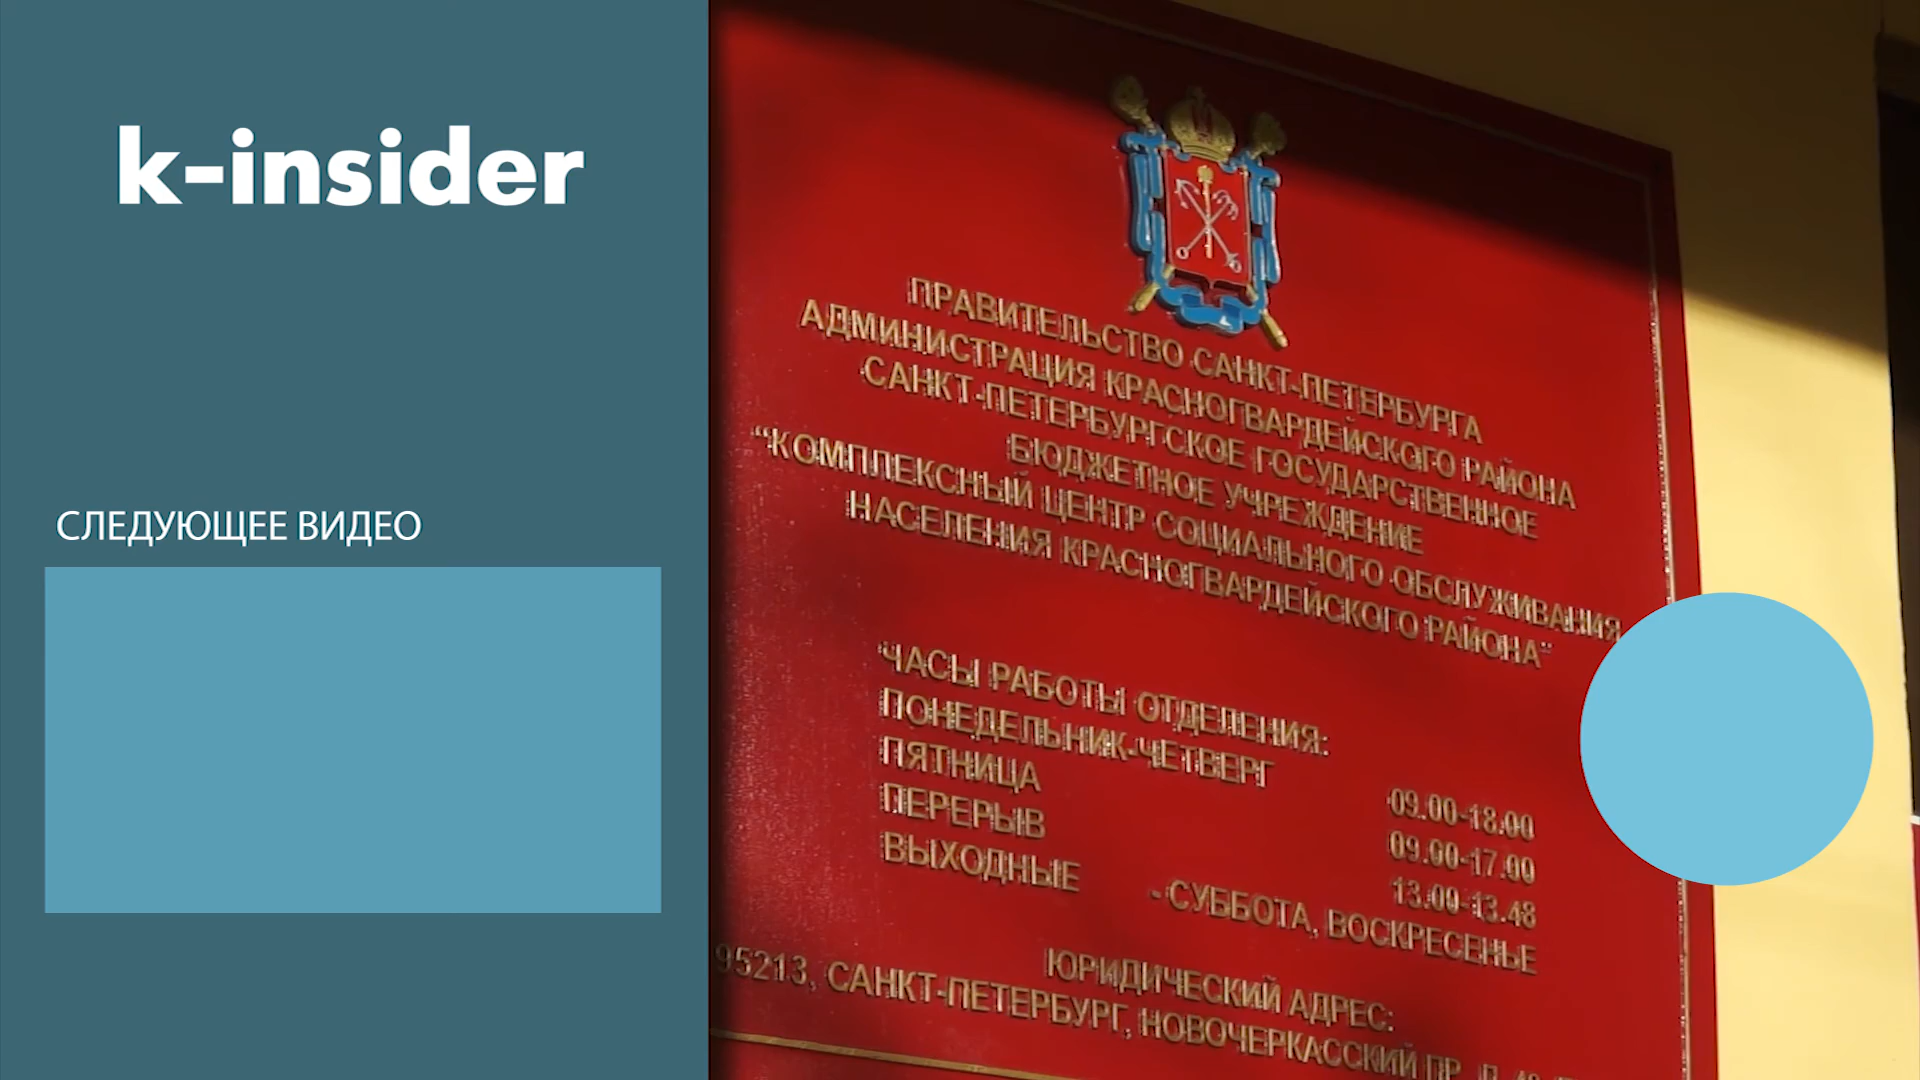 k-insider
СЛЕДУЮЩЕЕ ВИДЕО
ПРАВИТЕЛЬСТВО САНКТ-ПЕТЕРБУРГА
АДМИНИСТРАЦИЯ КРАСНОГВАРДЕЙСКОГО РАЙОНА
САНКТ-ПЕТЕРБУРГСКОЕ ГОСУДАРСТВЕННОЕ
БЮДЖЕТНОЕ УЧРЕЖДЕНИЕ
“КОМПЛЕКСНЫЙ ЦЕНТР СОЦИАЛЬНОГО ОБСЛУЖИВАНИЯ
НАСЕЛЕНИЯ КРАСНОГВАРДЕЙСКОГО РАЙОНА”
ЧАСЫ РАБОТЫ ОТДЕЛЕНИЯ:
ПОНЕДЕЛЬНИК-ЧЕТВЕРГ 09.00-18.00
ПЯТНИЦА 09.00-17.00
ПЕРЕРЫВ 13.00-13.48
ВЫХОДНЫЕ - СУББОТА, ВОСКРЕСЕНЬЕ
ЮРИДИЧЕСКИЙ АДРЕС:
95213, САНКТ-ПЕТЕРБУРГ, НОВОЧЕРКАССКИЙ ПР.